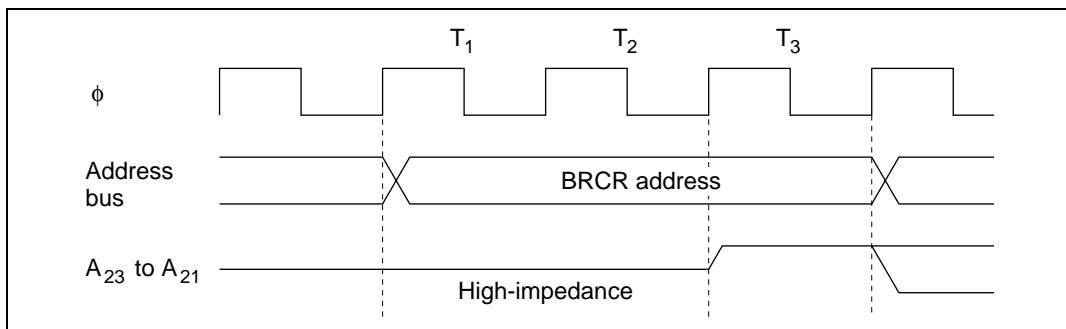 T1 T2 T3
φ
Address
bus
BRCR address
A23 to A21
High-impedance